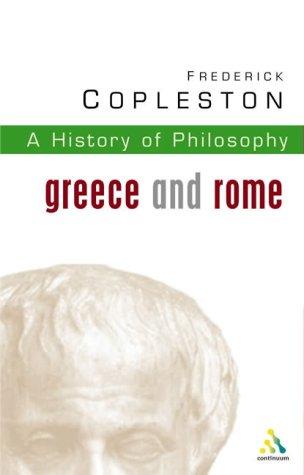 FREDERICK
COPLESTON
A History of Philosophy
greece and rome
continuum